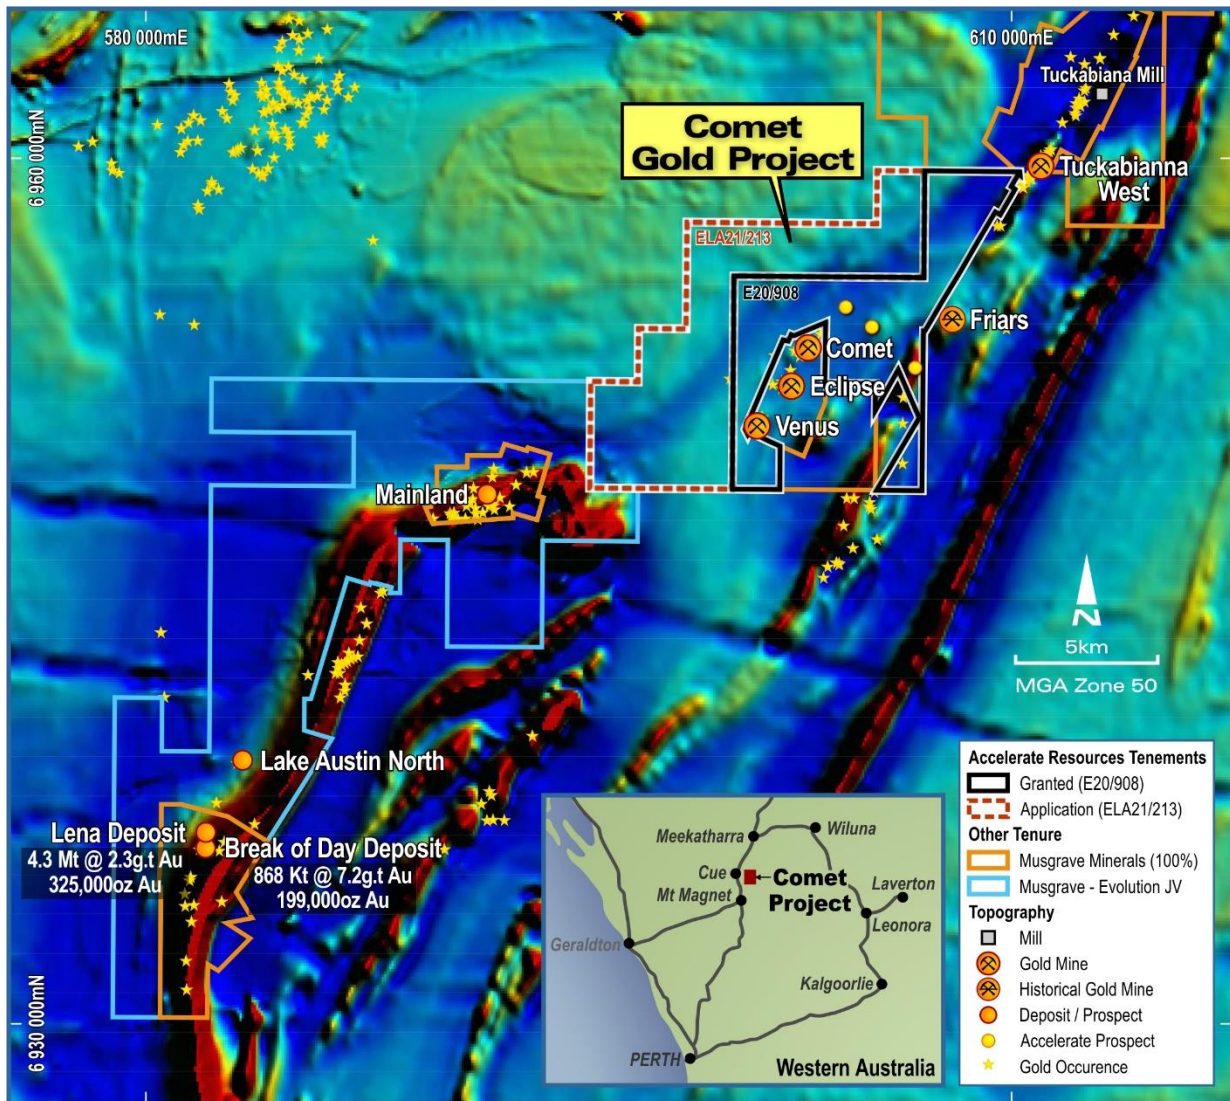 580 000mE
610 000mE
6 960 000mN
6 930 000mN
Tuckabiana Mill
Tuckabianna
West
Comet
Gold Project
ELA21/213
E20/908
Friars
Comet
Eclipse
Venus
Mainland
Lake Austin North
Lena Deposit
4.3 Mt @ 2.3g.t Au
325,000oz Au
Break of Day Deposit
868 Kt @ 7.2g.t Au
199,000oz Au
N
5km
MGA Zone 50
Meekatharra
Wiluna
Cue
Mt Magnet
Comet
Project
Laverton
Leonora
Geraldton
Kalgoorlie
PERTH
Western Australia
Accelerate Resources Tenements
Granted (E20/908)
Application (ELA21/213)
Other Tenure
Musgrave Minerals (100%)
Musgrave - Evolution JV
Topography
Mill
Gold Mine
Historical Gold Mine
Deposit / Prospect
Accelerate Prospect
Gold Occurence